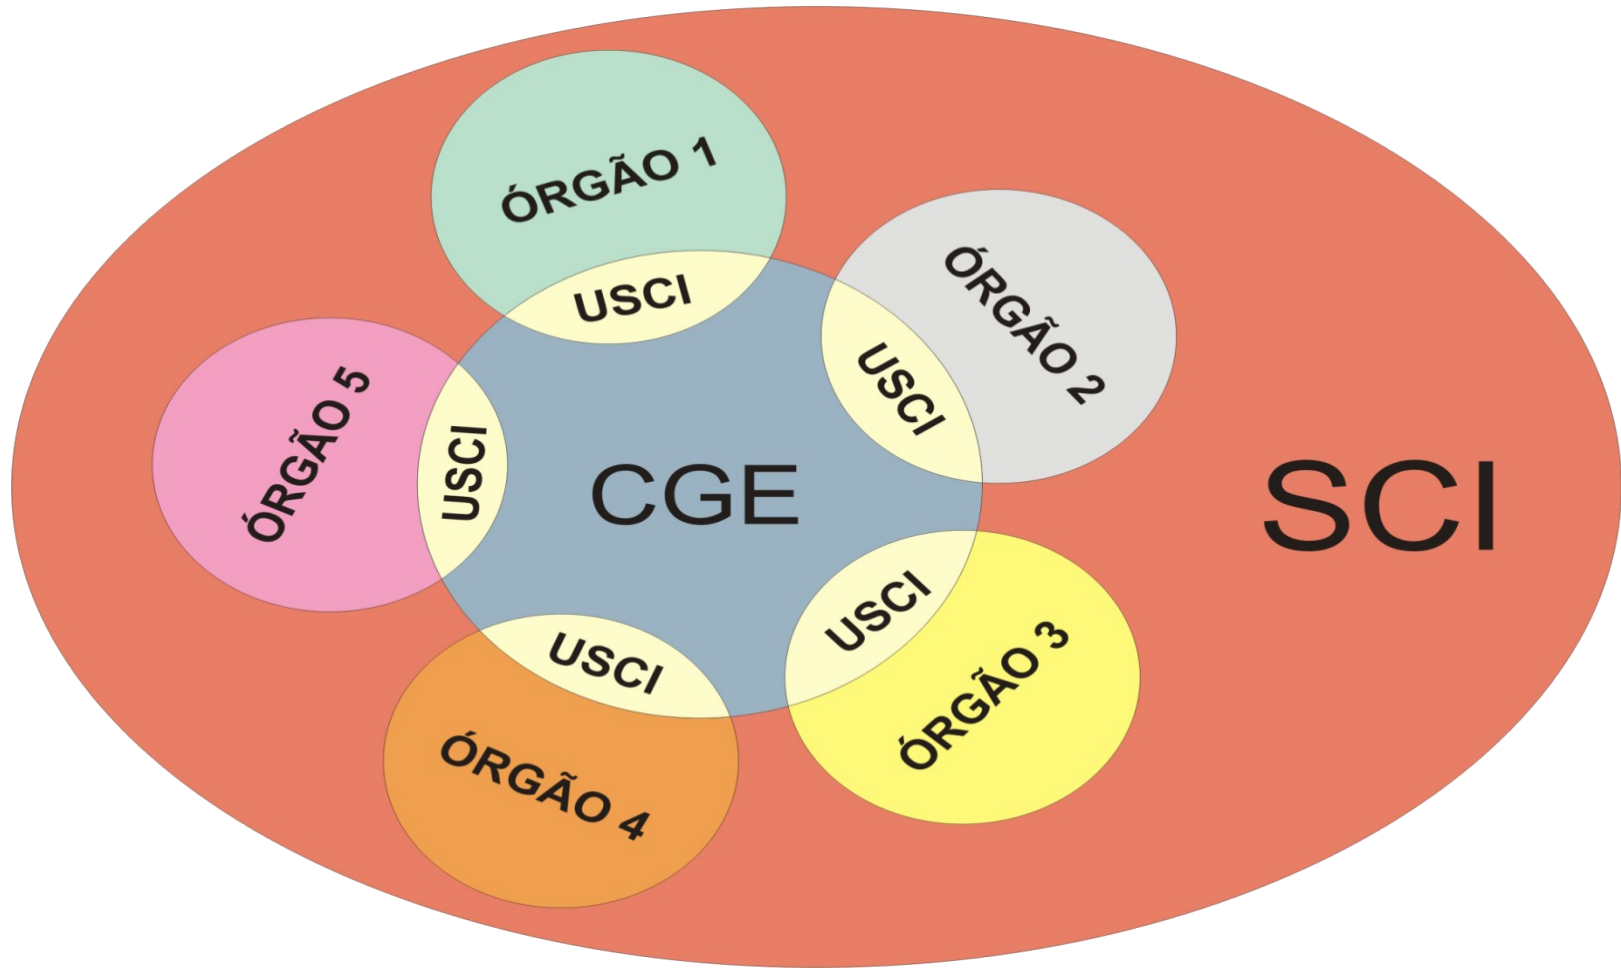 ÓRGÃO 1
USCI
ÓRGÃO 2
USCI
ÓRGÃO 5
USCI
CGE
SCI
USCI
ÓRGÃO 3
USCI
ÓRGÃO 4